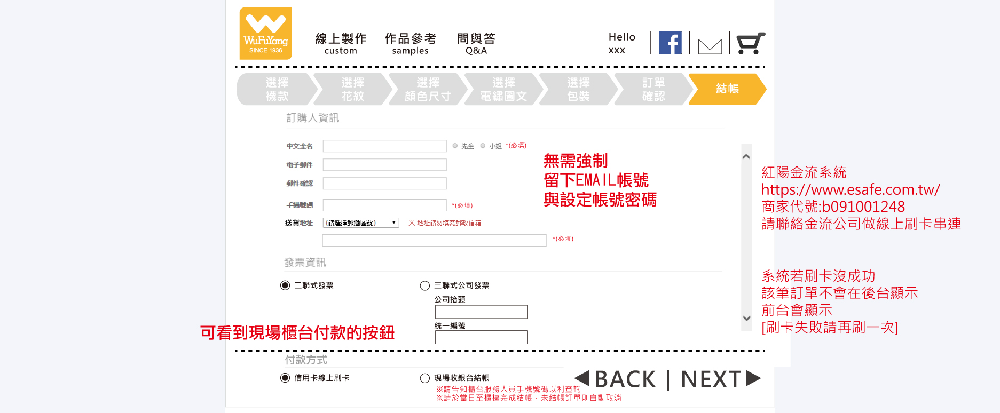 WuFuYang
SINCE 1936
線上製作
custom
作品參考
samples
問與答
Q&A
Hello
xxx
選擇
襪款
選擇
花紋
選擇
顏色尺寸
選擇
電繡圖文
選擇
包裝
訂單
確認
結帳
訂購人資訊
中文全名
先生
小姐
*(必填)
電子郵件
郵件確認
手機號碼
*(必填)
送貨地址
(請選擇郵遞區號)
※ 地址請勿填寫郵政信箱
*(必填)
無需強制
留下EMAIL帳號
與設定帳號密碼
紅陽金流系統
https://www.esafe.com.tw/
商家代號:b091001248
請聯絡金流公司做線上刷卡串連
系統若刷卡沒成功
該筆訂單不會在後台顯示
前台會顯示
[刷卡失敗請再刷一次]
發票資訊
二聯式發票
三聯式公司發票
公司抬頭
統一編號
可看到現場櫃台付款的按鈕
付款方式
信用卡線上刷卡
現場收銀台結帳
※請告知櫃台服務人員手機號碼以利查詢
※請於當日至櫃檯完成結帳，未結帳訂單則自動取消
BACK | NEXT